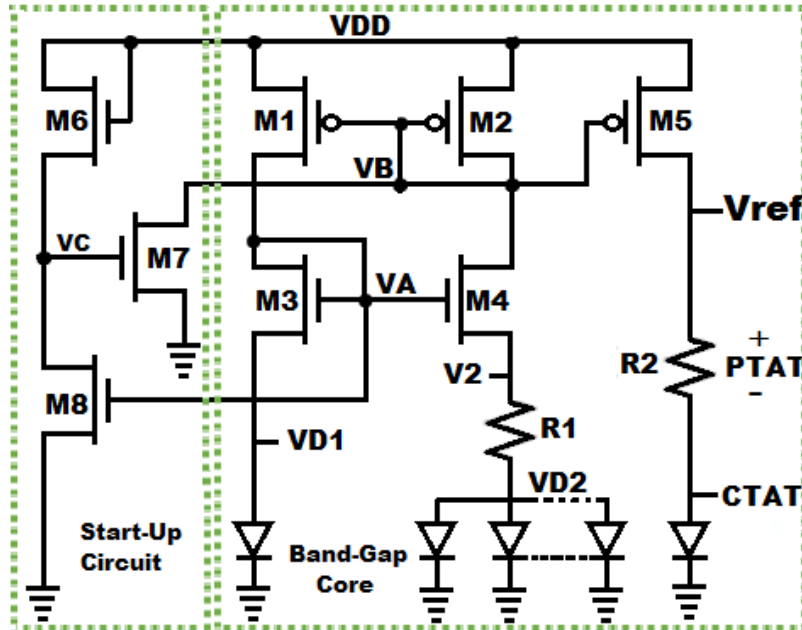 VDD
M6
M1
M2
M5
VB
Vref
VC
M7
M3
VA
M4
V2
R2
+
PTAT
-
M8
R1
VD1
VD2
CTAT
Start-Up
Circuit
Band-Gap
Core